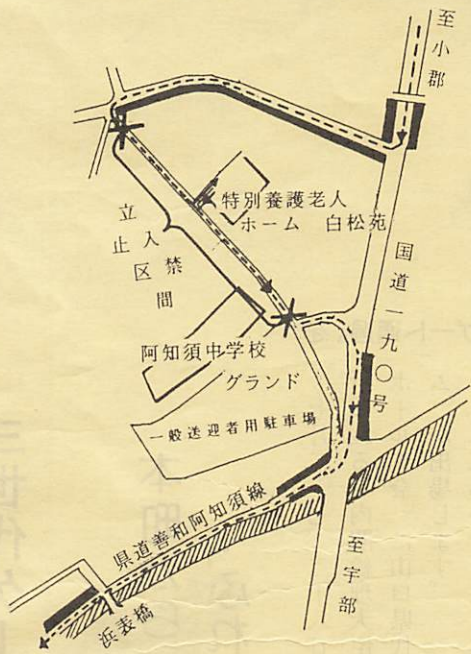 至小郡
特別養護老人
ホーム 白松苑
立入禁
止区間
国道一九〇号
阿知須中学校
グランド
一般送迎者用駐車場
県道善和阿知須線
至宇部
浜表橋